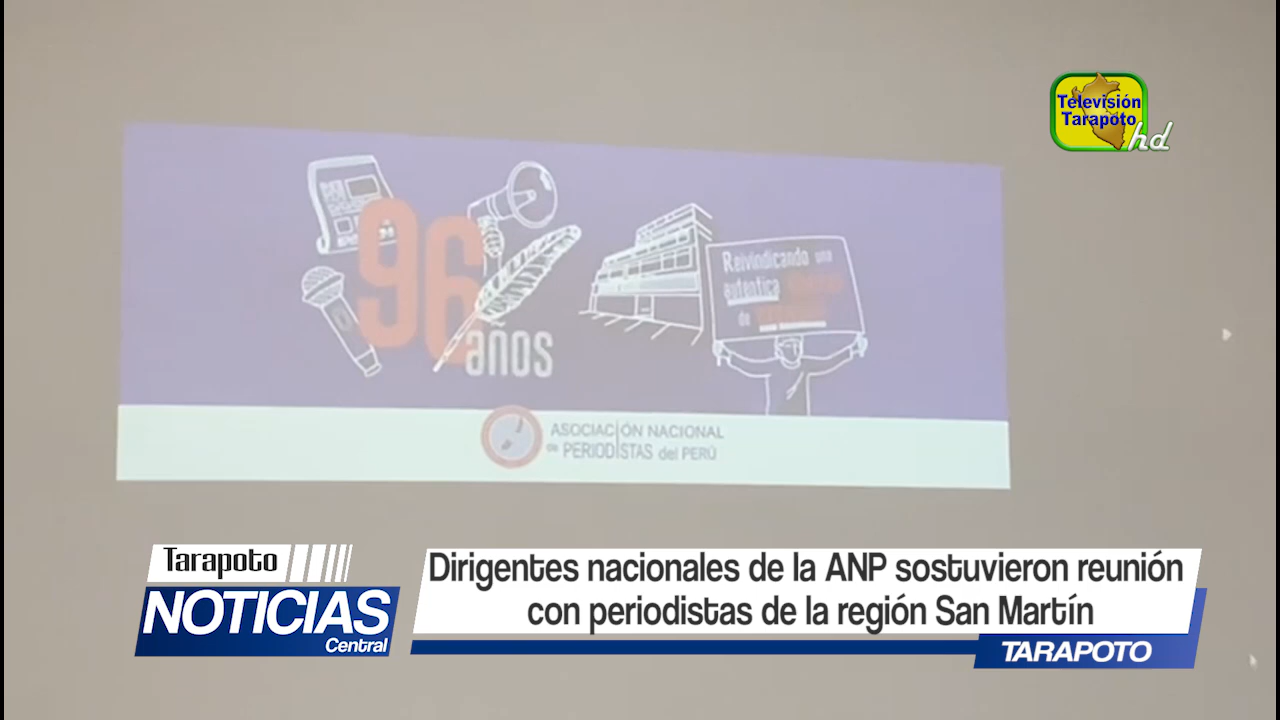 Televisión
Tarapoto
hd
96
años
Reivindicando una
auténtica
de
ASOCIACIÓN NACIONAL
de PERIODISTAS del PERÚ
Tarapoto
NOTICIAS
Central
Dirigentes nacionales de la ANP sostuvieron reunión
con periodistas de la región San Martín
TARAPOTO